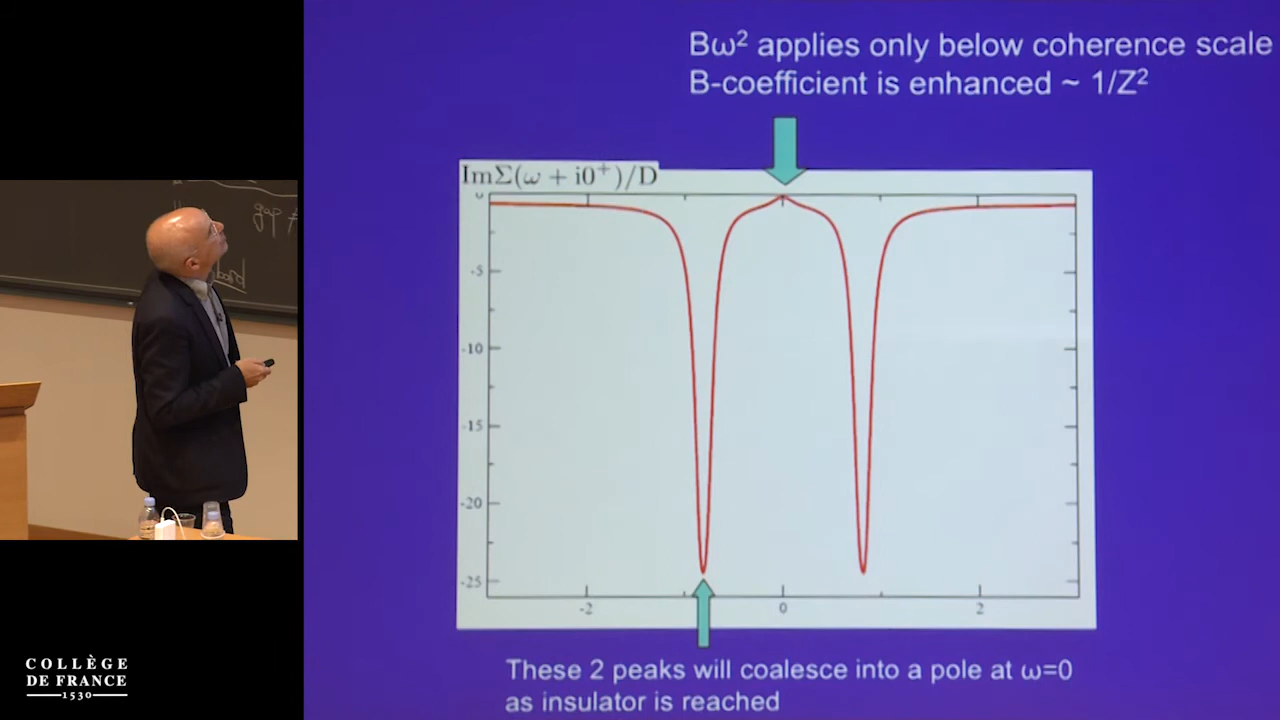 Bω² applies only below coherence scale
B-coefficient is enhanced ~ 1/Z²
ImΣ(ω + i0⁺)/D
0
-5
-10
-15
-20
-25
-2
0
2
These 2 peaks will coalesce into a pole at ω=0
as insulator is reached
COLLÈGE
DE FRANCE
1530